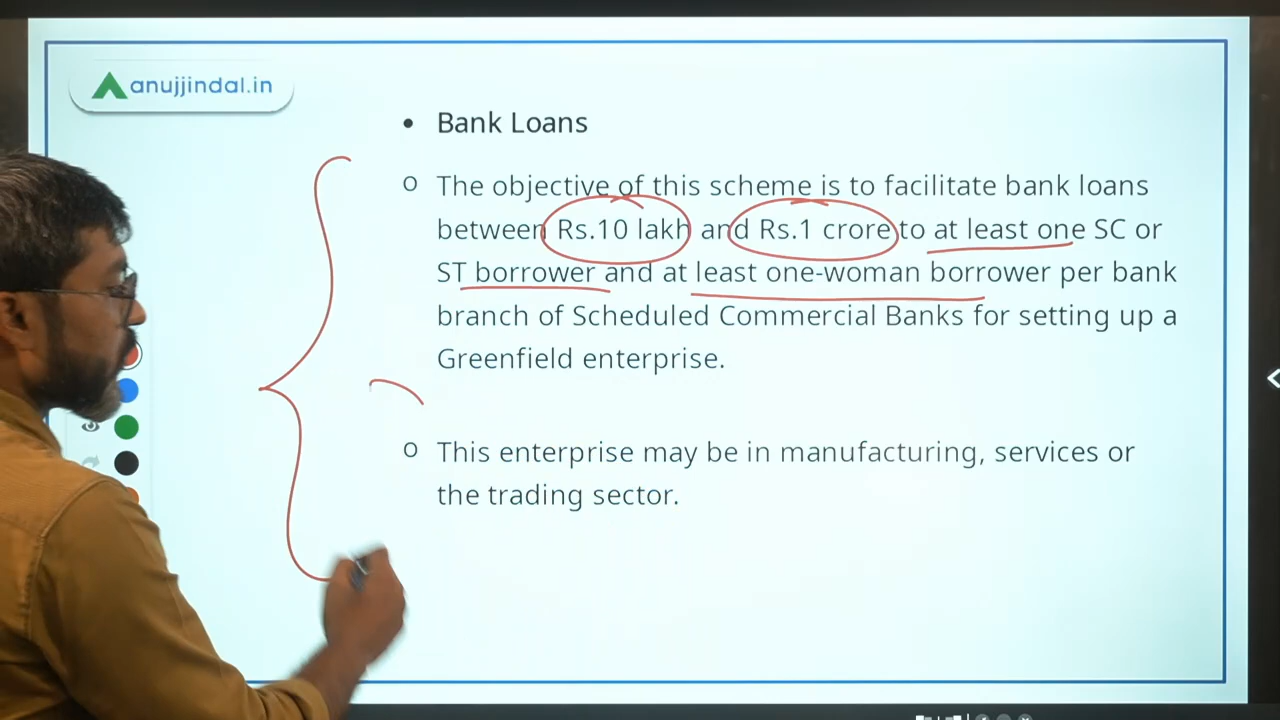 anujjindal.in
• Bank Loans
o The objective of this scheme is to facilitate bank loans
between Rs.10 lakh and Rs.1 crore to at least one SC or
ST borrower and at least one-woman borrower per bank
branch of Scheduled Commercial Banks for setting up a
Greenfield enterprise.
o This enterprise may be in manufacturing, services or
the trading sector.